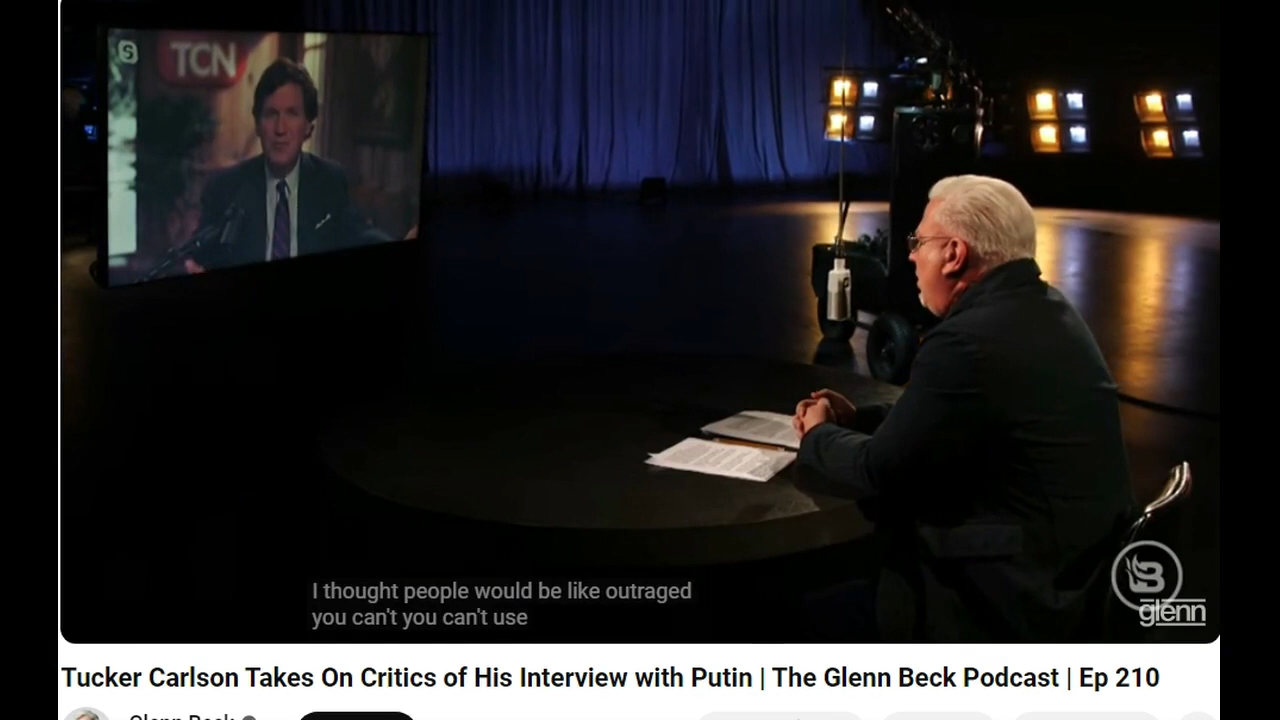 TCN
I thought people would be like outraged
you can't you can't use
glenn
Tucker Carlson Takes On Critics of His Interview with Putin | The Glenn Beck Podcast | Ep 210
Glenn Beck